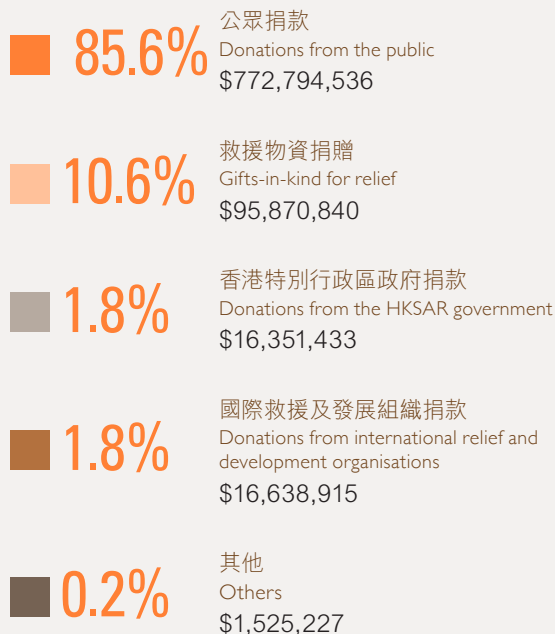 85.6%
公眾捐款
Donations from the public
$772,794,536
10.6%
救援物資捐贈
Gifts-in-kind for relief
$95,870,840
1.8%
香港特別行政區政府捐款
Donations from the HKSAR government
$16,351,433
1.8%
國際救援及發展組織捐款
Donations from international relief and
development organisations
$16,638,915
0.2%
其他
Others
$1,525,227